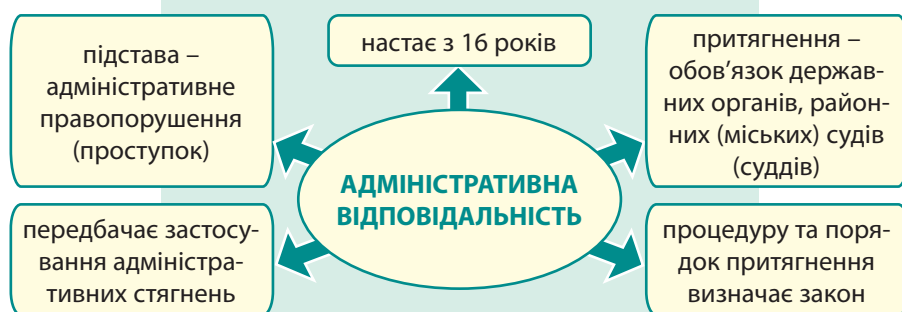 підстава –
адміністративне
правопорушення
(проступок)
настає з 16 років
притягнення –
обов’язок держав-
них органів, район-
них (міських) судів
(суддів)
АДМІНІСТРАТИВНА
ВІДПОВІДАЛЬНІСТЬ
передбачає застосу-
вання адміністра-
тивних стягнень
процедуру та поря-
док притягнення
визначає закон